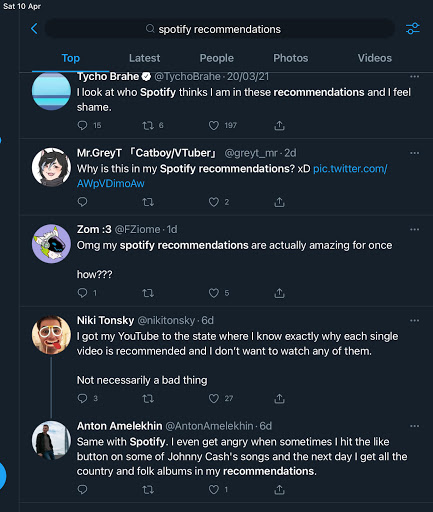 Sat 10 Apr
spotify recommendations
Top Latest People Photos Videos
Tycho Brahe @TychoBrahe · 20/03/21
I look at who Spotify thinks I am in these recommendations and I feel
shame.
15 6 197
Mr.GreyT 「Catboy/VTuber」 @greyt_mr · 2d
Why is this in my Spotify recommendations? xD pic.twitter.com/
AWpVDimoAw
2
Zom :3 @FZiome · 1d
Omg my spotify recommendations are actually amazing for once
how???
1 5
Niki Tonsky @nikitonsky · 6d
I got my YouTube to the state where I know exactly why each single
video is recommended and I don't want to watch any of them.
Not necessarily a bad thing
3 27
Anton Amelekhin @AntonAmelekhin · 6d
Same with Spotify. I even get angry when sometimes I hit the like
button on some of Johnny Cash's songs and the next day I get all the
country and folk albums in my recommendations.
1